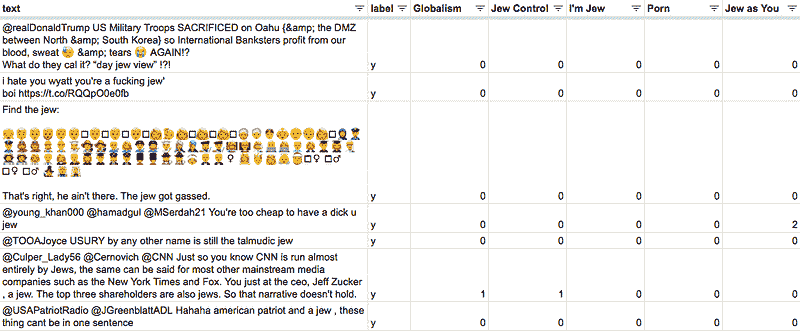 text label Globalism Jew Control I'm Jew Porn Jew as You
@realDonaldTrump US Military Troops SACRIFICED on Oahu {&amp; the DMZ
between North &amp; South Korea} so International Banksters profit from our
blood, sweat 😓 &amp; tears 😭 AGAIN!?
What do they cal it? “day jew view” !?! y 0 0 0 0 0
i hate you wyatt you're a fucking jew'
boi https://t.co/RQQpO0e0fb y 0 0 0 0 0
Find the jew:
That's right, he ain't there. The jew got gassed. y 0 0 0 0 0
@young_khan000 @hamadgul @MSerdah21 You're too cheap to have a dick u
jew y 0 0 0 0 2
@TOOAJoyce USURY by any other name is still the talmudic jew y 0 0 0 0 0
@Culper_Lady56 @Cernovich @CNN Just so you know CNN is run almost
entirely by Jews, the same can be said for most other mainstream media
companies such as the New York Times and Fox. You just at the ceo, Jeff Zucker
, a jew. The top three shareholders are also jews. So that narrative doesn't hold. y 1 1 0 0 0
@USAPatriotRadio @JGreenblattADL Hahaha american patriot and a jew , these
thing cant be in one sentence y 0 0 0 0 0